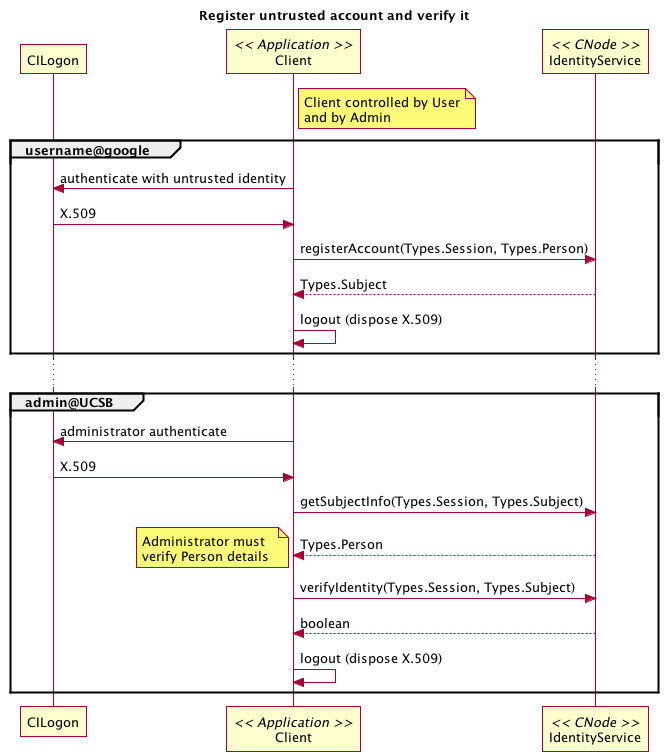 Register untrusted account and verify it
CILogon
<< Application >>
Client
<< CNode >>
IdentityService
Client controlled by User
and by Admin
username@google
authenticate with untrusted identity
X.509
registerAccount(Types.Session, Types.Person)
Types.Subject
logout (dispose X.509)
admin@UCSB
administrator authenticate
X.509
getSubjectInfo(Types.Session, Types.Subject)
Administrator must
verify Person details
Types.Person
verifyIdentity(Types.Session, Types.Subject)
boolean
logout (dispose X.509)
CILogon
<< Application >>
Client
<< CNode >>
IdentityService